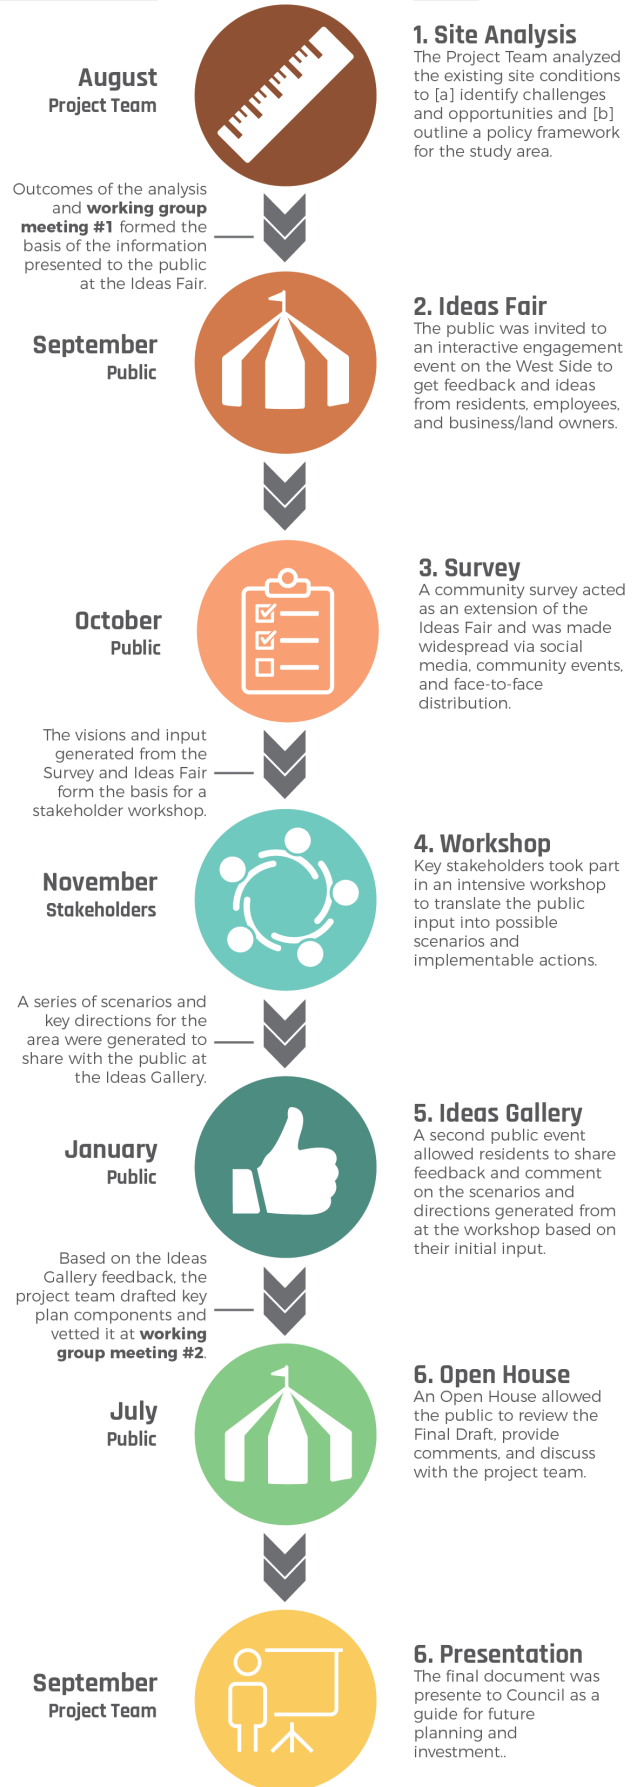 August
Project Team
1. Site Analysis
The Project Team analyzed
the existing site conditions
to [a] identify challenges
and opportunities and [b]
outline a policy framework
for the study area.
Outcomes of the analysis
and working group
meeting #1 formed the
basis of the information
presented to the public
at the Ideas Fair.
September
Public
2. Ideas Fair
The public was invited to
an interactive engagement
event on the West Side to
get feedback and ideas
from residents, employees,
and business/land owners.
October
Public
3. Survey
A community survey acted
as an extension of the
Ideas Fair and was made
widespread via social
media, community events,
and face-to-face
distribution.
The visions and input
generated from the
Survey and Ideas Fair
form the basis for a
stakeholder workshop.
November
Stakeholders
4. Workshop
Key stakeholders took part
in an intensive workshop
to translate the public
input into possible
scenarios and
implementable actions.
A series of scenarios and
key directions for the
area were generated to
share with the public at
the Ideas Gallery.
January
Public
5. Ideas Gallery
A second public event
allowed residents to share
feedback and comment
on the scenarios and
directions generated from
at the workshop based on
their initial input.
Based on the Ideas
Gallery feedback, the
project team drafted key
plan components and
vetted it at working
group meeting #2.
July
Public
6. Open House
An Open House allowed
the public to review the
Final Draft, provide
comments, and discuss
with the project team.
September
Project Team
6. Presentation
The final document was
presente to Council as a
guide for future
planning and
investment..